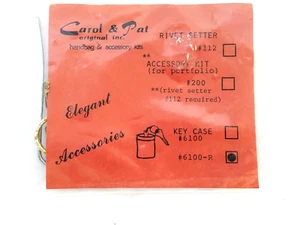 Carol & Pat
original inc.
handbag & accessory kits
RIVET SETTER
#112
**
ACCESSORY KIT
(for portfolio)
#200
**(rivet setter
#112 required)
Elegant
Accessories
KEY CASE
#6100
#6100-R